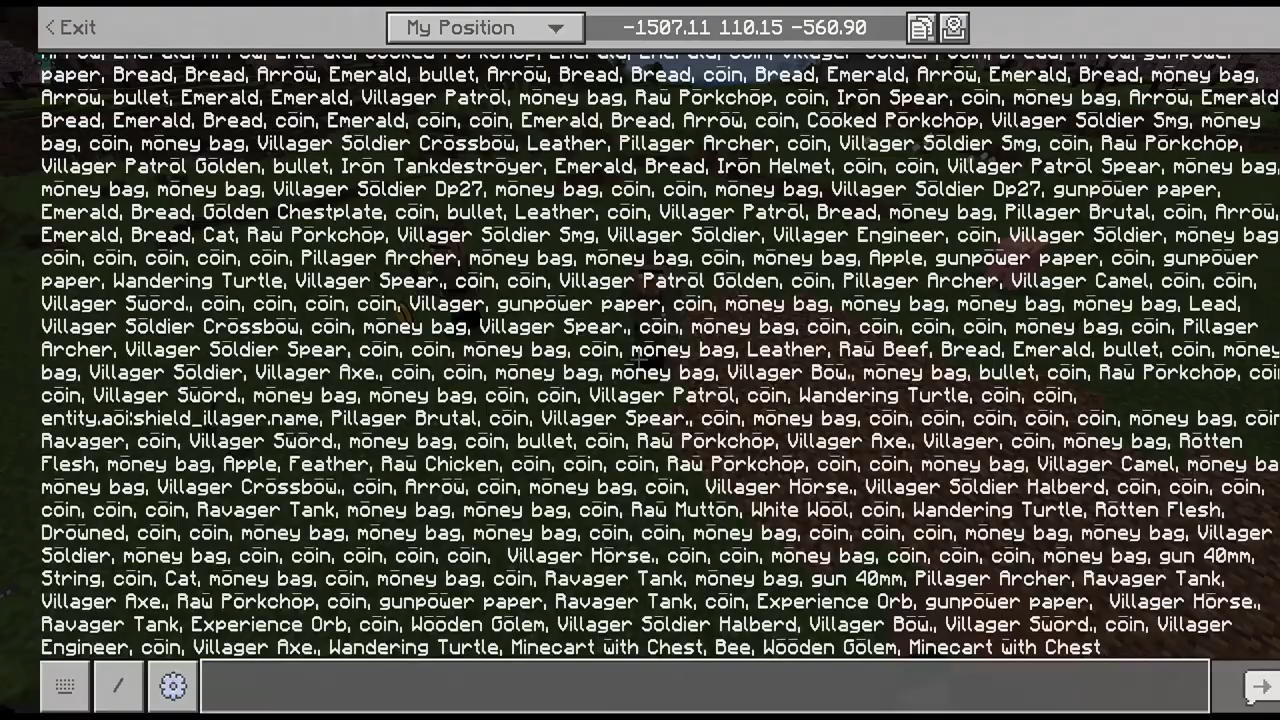 < Exit
My Position
-1507.11 110.15 -560.90
paper, Bread, Bread, Arrow, Emerald, bullet, Arrow, Bread, Bread, coin, Bread, Emerald, Arrow, Emerald, Bread, money bag,
Arrow, bullet, Emerald, Emerald, Villager Patrol, money bag, Raw Porkchop, coin, Iron Spear, coin, money bag, Arrow, Emerald
Bread, Emerald, Bread, coin, Emerald, coin, coin, Emerald, Bread, Arrow, coin, Cooked Porkchop, Villager Soldier Smg, money
bag, coin, money bag, Villager Soldier Crossbow, Leather, Pillager Archer, coin, Villager Soldier Smg, coin, Raw Porkchop,
Villager Patrol Golden, bullet, Iron Tankdestroyer, Emerald, Bread, Iron Helmet, coin, coin, Villager Patrol Spear, money bag,
money bag, money bag, Villager Soldier Dp27, money bag, coin, coin, money bag, Villager Soldier Dp27, gunpower paper,
Emerald, Bread, Golden Chestplate, coin, bullet, Leather, coin, Villager Patrol, Bread, money bag, Pillager Brutal, coin, Arrow
Emerald, Bread, Cat, Raw Porkchop, Villager Soldier Smg, Villager Soldier, Villager Engineer, coin, Villager Soldier, money bag
coin, coin, coin, coin, Pillager Archer, money bag, money bag, coin, money bag, Apple, gunpower paper, coin, gunpower
paper, Wandering Turtle, Villager Spear., coin, coin, Villager Patrol Golden, coin, Pillager Archer, Villager Camel, coin, coin,
Villager Sword., coin, coin, coin, coin, Villager, gunpower paper, coin, money bag, money bag, money bag, money bag, Lead,
Villager Soldier Crossbow, coin, money bag, Villager Spear., coin, money bag, coin, coin, coin, coin, money bag, coin, Pillager
Archer, Villager Soldier Spear, coin, coin, money bag, coin, money bag, Leather, Raw Beef, Bread, Emerald, bullet, coin, money
bag, Villager Soldier, Villager Axe., coin, coin, money bag, money bag, Villager Bow., money bag, bullet, coin, Raw Porkchop, coin
coin, Villager Sword., money bag, money bag, coin, coin, Villager Patrol, coin, Wandering Turtle, coin, coin,
entity.aoi:shield_illager.name, Pillager Brutal, coin, Villager Spear., coin, money bag, coin, coin, coin, coin, coin, money bag, coin
Ravager, coin, Villager Sword., money bag, coin, bullet, coin, Raw Porkchop, Villager Axe., Villager, coin, money bag, Rotten
Flesh, money bag, Apple, Feather, Raw Chicken, coin, coin, coin, Raw Porkchop, coin, coin, money bag, Villager Camel, money ba
money bag, Villager Crossbow., coin, Arrow, coin, money bag, coin, Villager Horse., Villager Soldier Halberd, coin, coin, coin,
coin, coin, coin, Ravager Tank, money bag, money bag, coin, Raw Mutton, White Wool, coin, Wandering Turtle, Rotten Flesh,
Drowned, coin, coin, money bag, money bag, money bag, coin, coin, money bag, coin, coin, money bag, money bag, Villager
Soldier, money bag, coin, coin, coin, coin, coin, Villager Horse., coin, coin, money bag, coin, coin, coin, money bag, gun 40mm,
String, coin, Cat, money bag, coin, money bag, coin, Ravager Tank, money bag, gun 40mm, Pillager Archer, Ravager Tank,
Villager Axe., Raw Porkchop, coin, gunpower paper, Ravager Tank, coin, Experience Orb, gunpower paper, Villager Horse.,
Ravager Tank, Experience Orb, coin, Wooden Golem, Villager Soldier Halberd, Villager Bow., Villager Sword., coin, Villager
Engineer, coin, Villager Axe., Wandering Turtle, Minecart with Chest, Bee, Wooden Golem, Minecart with Chest
/